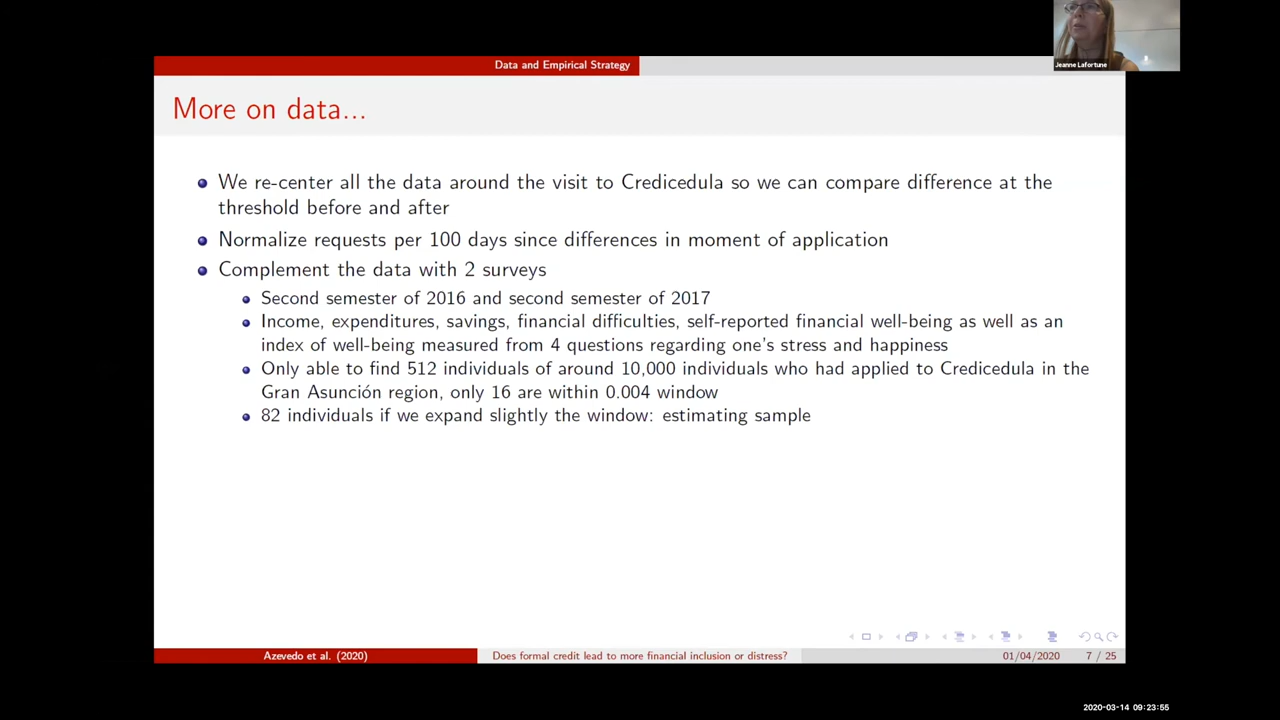 Jeanne Lafortune
Data and Empirical Strategy
More on data...
We re-center all the data around the visit to Credicedula so we can compare difference at the
threshold before and after
Normalize requests per 100 days since differences in moment of application
Complement the data with 2 surveys
Second semester of 2016 and second semester of 2017
Income, expenditures, savings, financial difficulties, self-reported financial well-being as well as an
index of well-being measured from 4 questions regarding one's stress and happiness
Only able to find 512 individuals of around 10,000 individuals who had applied to Credicedula in the
Gran Asunción region, only 16 are within 0.004 window
82 individuals if we expand slightly the window: estimating sample
Azevedo et al. (2020) Does formal credit lead to more financial inclusion or distress? 01/04/2020 7 / 25
2020-03-14 09:23:55